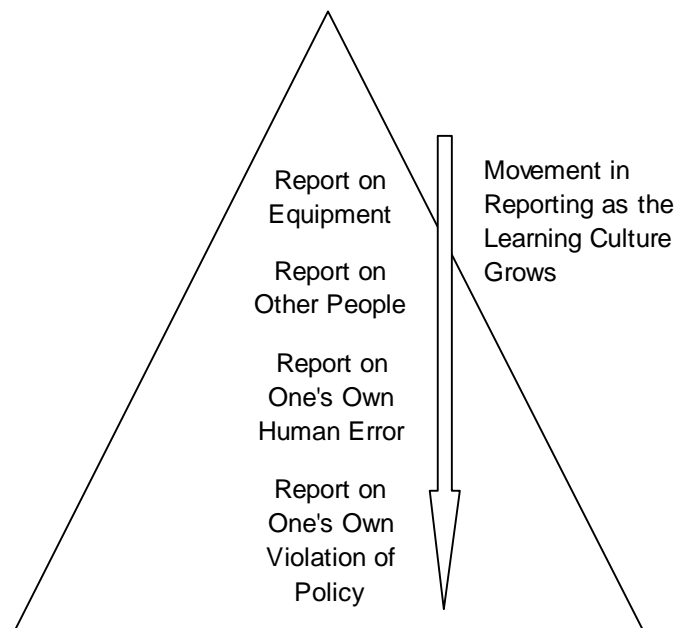 Report on
Equipment
Report on
Other People
Report on
One's Own
Human Error
Report on
One's Own
Violation of
Policy
Movement in
Reporting as the
Learning Culture
Grows